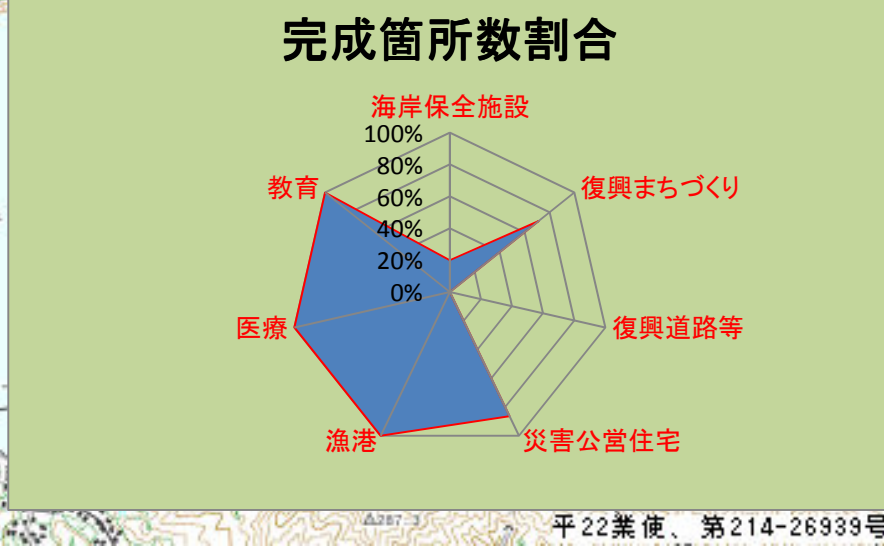 完成箇所数割合
海岸保全施設
100%
80%
60%
40%
20%
0%
復興まちづくり
復興道路等
災害公営住宅
漁港
医療
教育
平22業使、第214-26939号